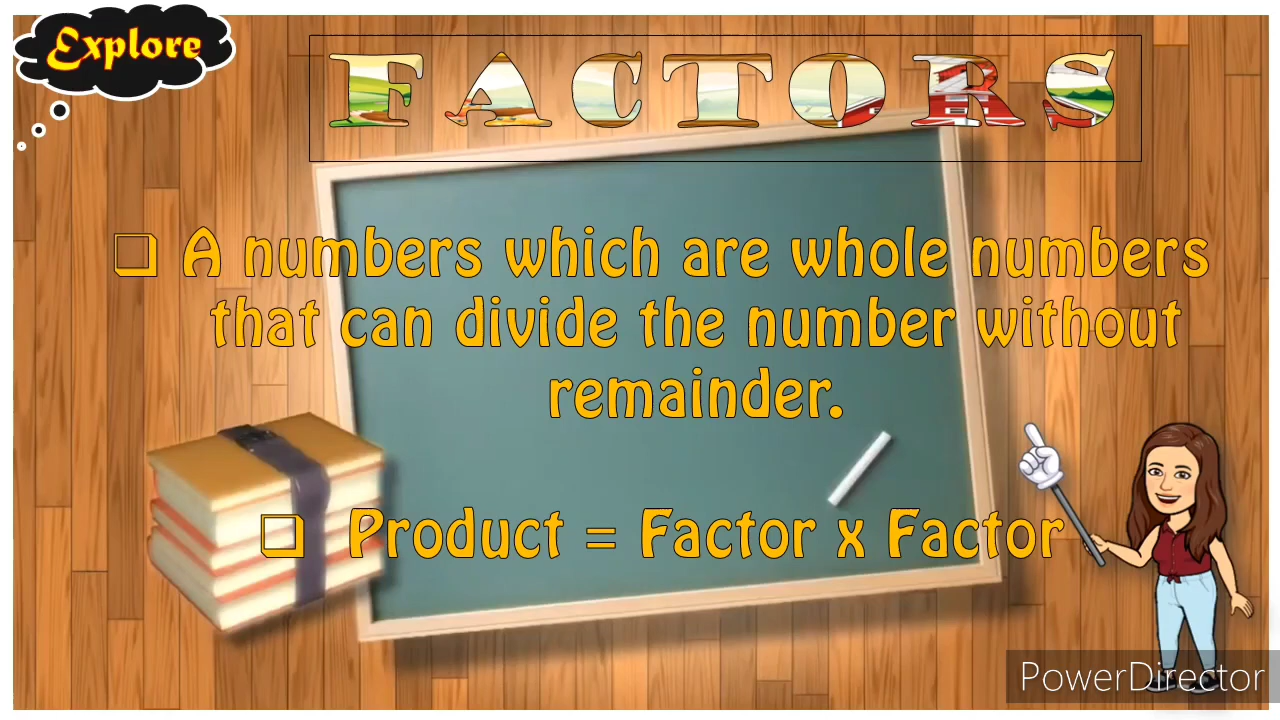 Explore
FACTORS
❑ A numbers which are whole numbers
that can divide the number without
remainder.
❑ Product = Factor x Factor
PowerDirector